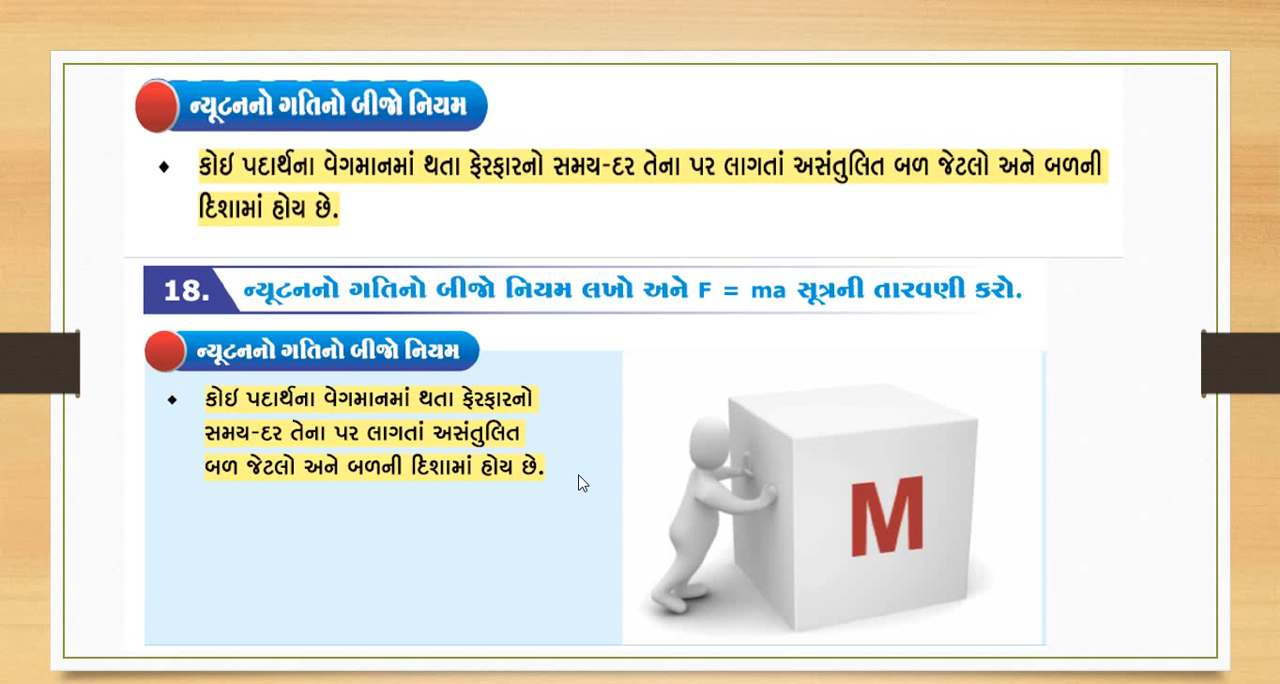 ન્યૂટનનો ગતિનો બીજો નિયમ
કોઈ પદાર્થના વેગમાનમાં થતા ફેરફારનો સમય-દર તેના પર લાગતાં અસંતુલિત બળ જેટલો અને બળની
દિશામાં હોય છે.
18. ન્યૂટનનો ગતિનો બીજો નિયમ લખો અને F = ma સૂત્રની તારવણી કરો.
ન્યૂટનનો ગતિનો બીજો નિયમ
કોઈ પદાર્થના વેગમાનમાં થતા ફેરફારનો
સમય-દર તેના પર લાગતાં અસંતુલિત
બળ જેટલો અને બળની દિશામાં હોય છે.
M